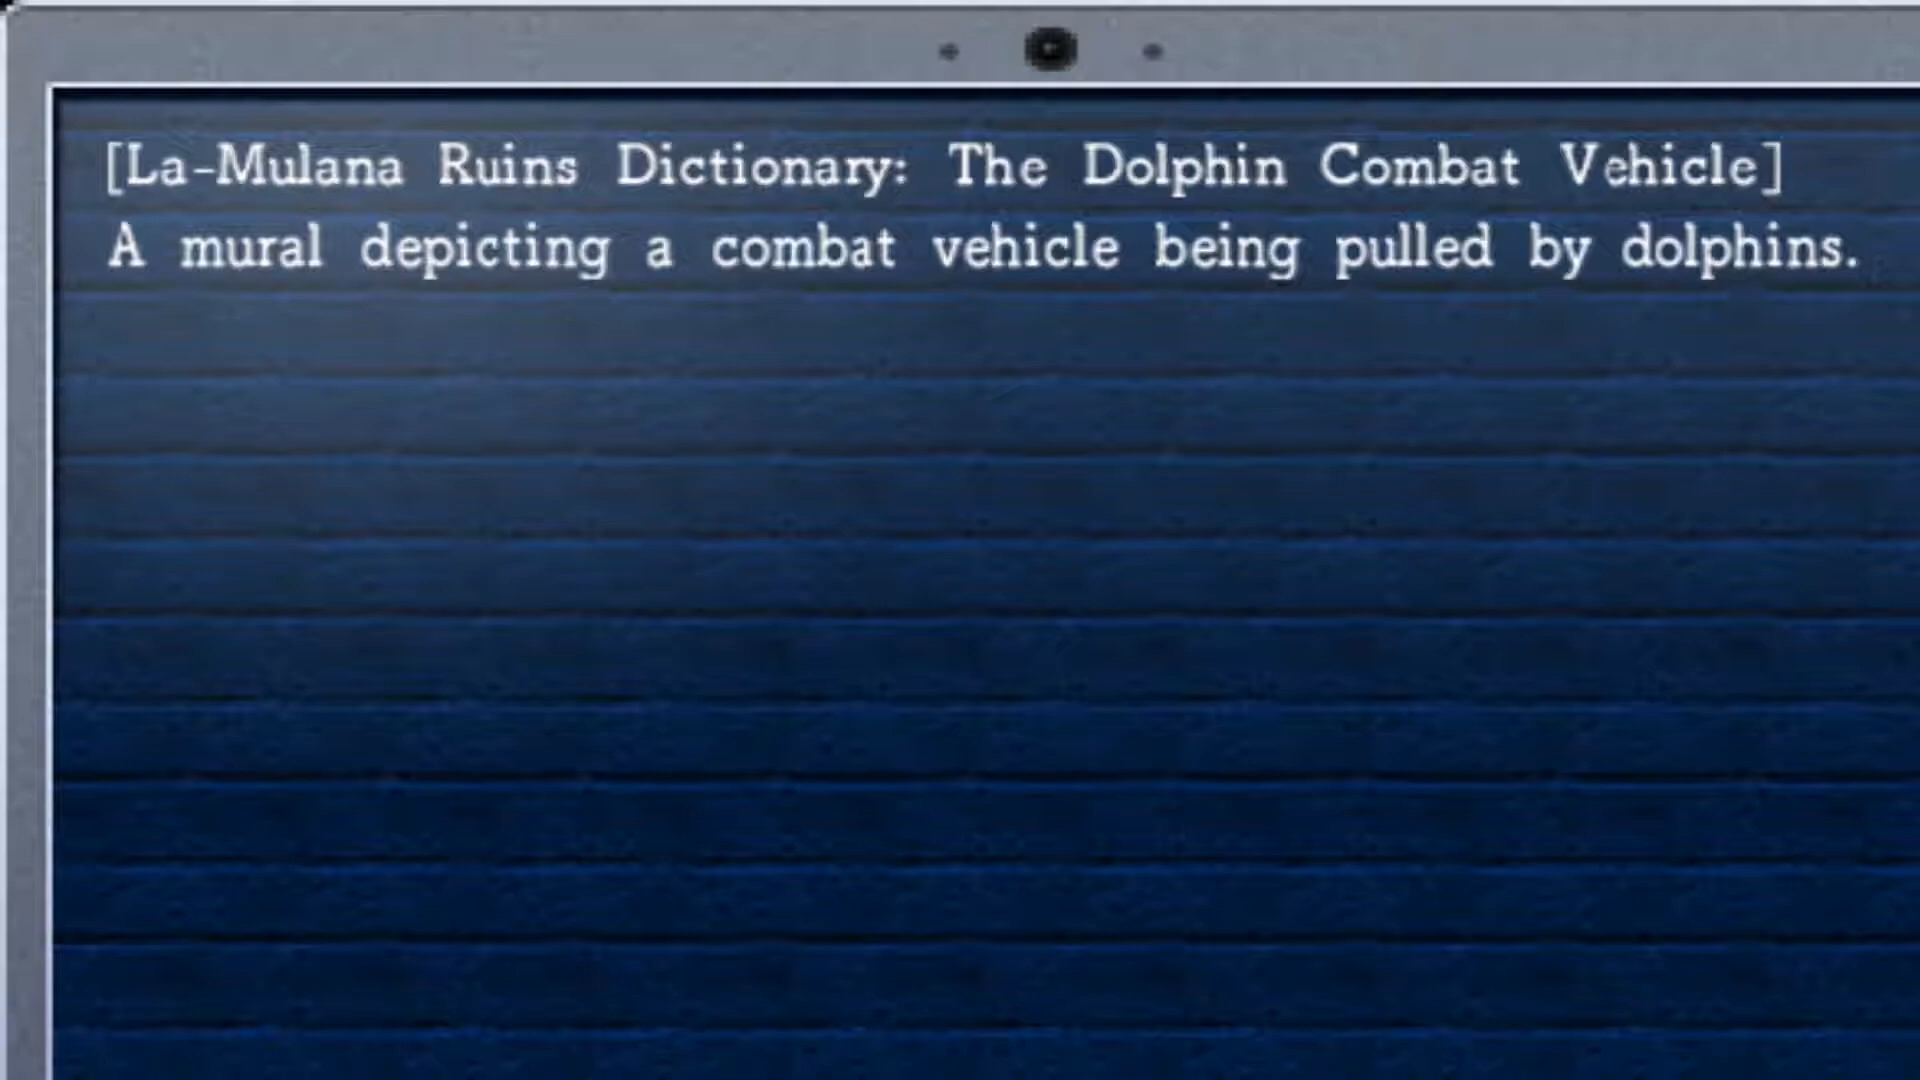 [La-Mulana Ruins Dictionary: The Dolphin Combat Vehicle]
A mural depicting a combat vehicle being pulled by dolphins.